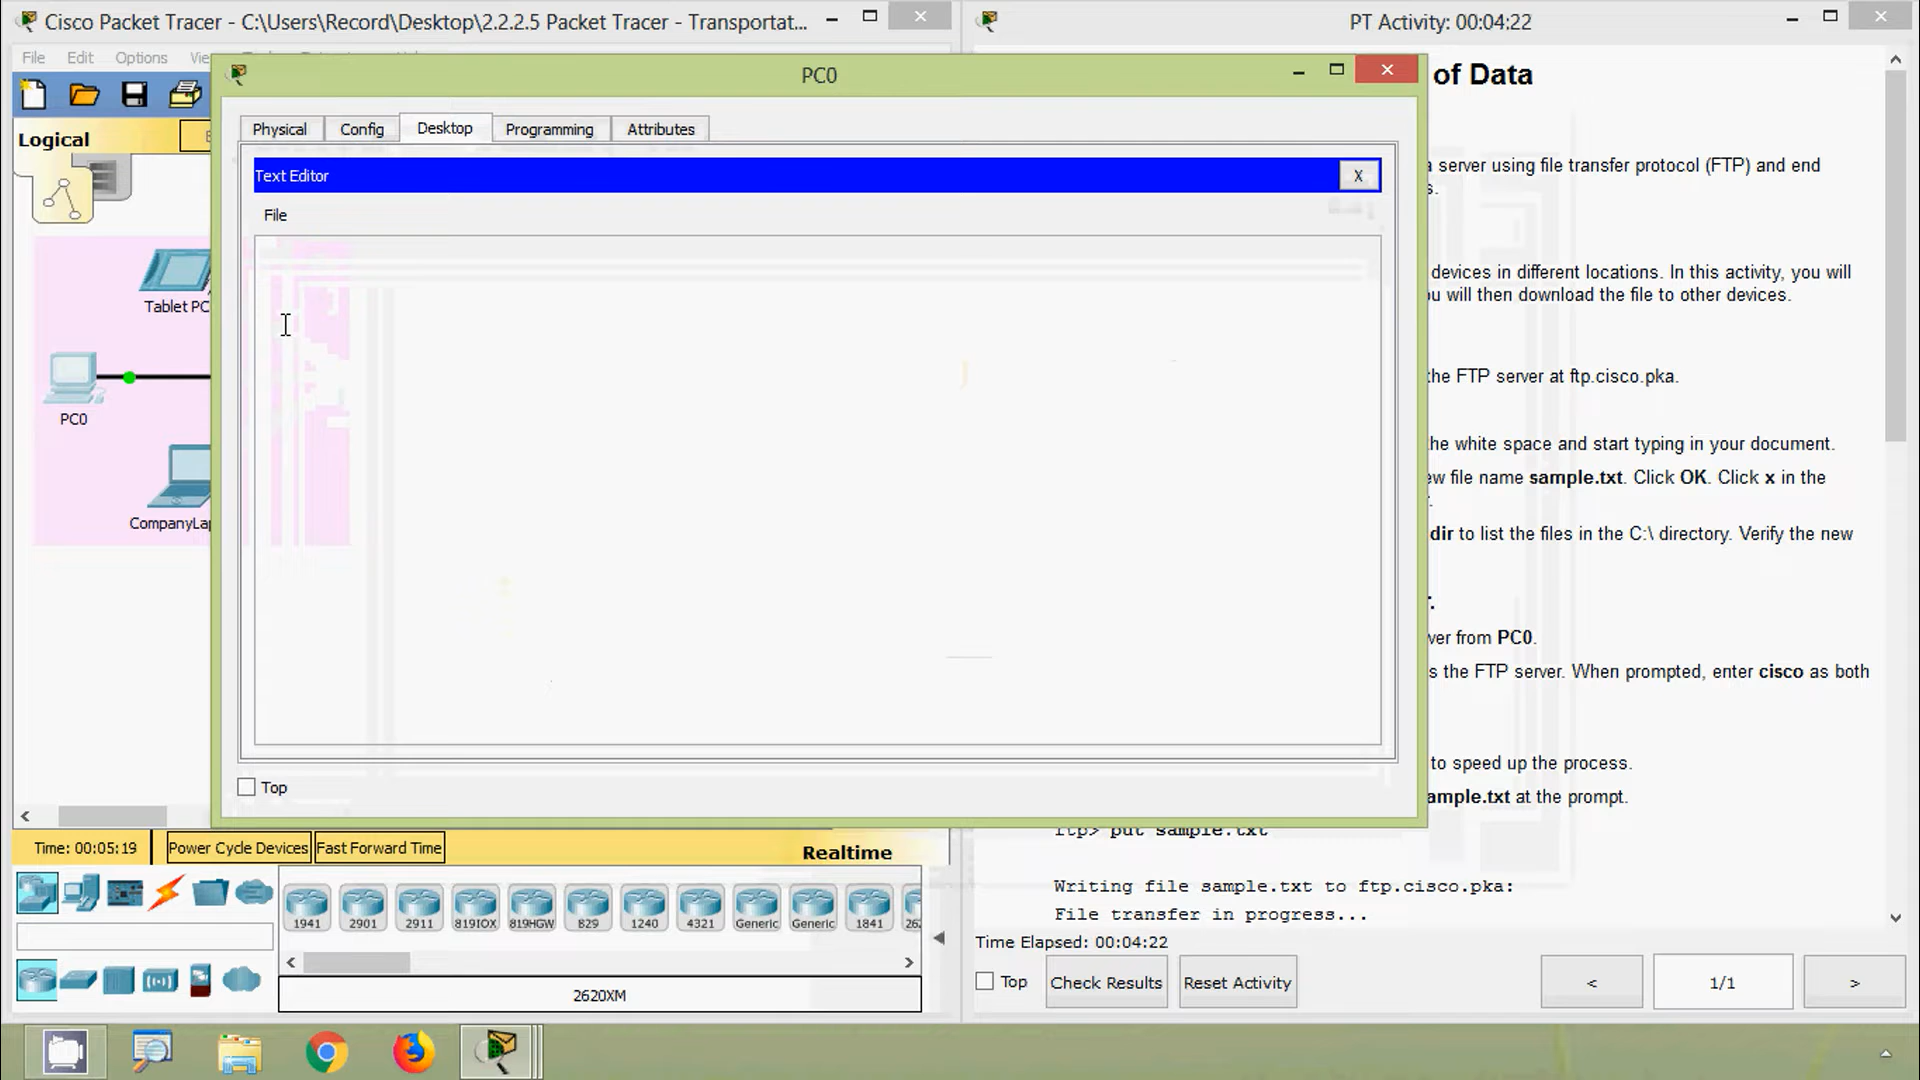 Cisco Packet Tracer - C:\Users\Record\Desktop\2.2.2.5 Packet Tracer - Transportat...
PT Activity: 00:04:22
File Edit Options
PC0
of Data
Logical
Physical Config Desktop Programming Attributes
server using file transfer protocol (FTP) and end
Text Editor
X
File
Tablet PC
devices in different locations. In this activity, you will
will then download the file to other devices.
the FTP server at ftp.cisco.pka.
PC0
the white space and start typing in your document.
file name sample.txt. Click OK. Click x in the
CompanyLap
dir to list the files in the C:\ directory. Verify the new
from PC0.
the FTP server. When prompted, enter cisco as both
to speed up the process.
ample.txt at the prompt.
Top
ftp> put sample.txt
Time: 00:05:19 Power Cycle Devices Fast Forward Time
Realtime
Writing file sample.txt to ftp.cisco.pka:
File transfer in progress...
1941 2901 2911 819IOX 819HGW 829 1240 4321 Generic Generic 1841
Time Elapsed: 00:04:22
Top Check Results Reset Activity < 1/1 >
2620XM